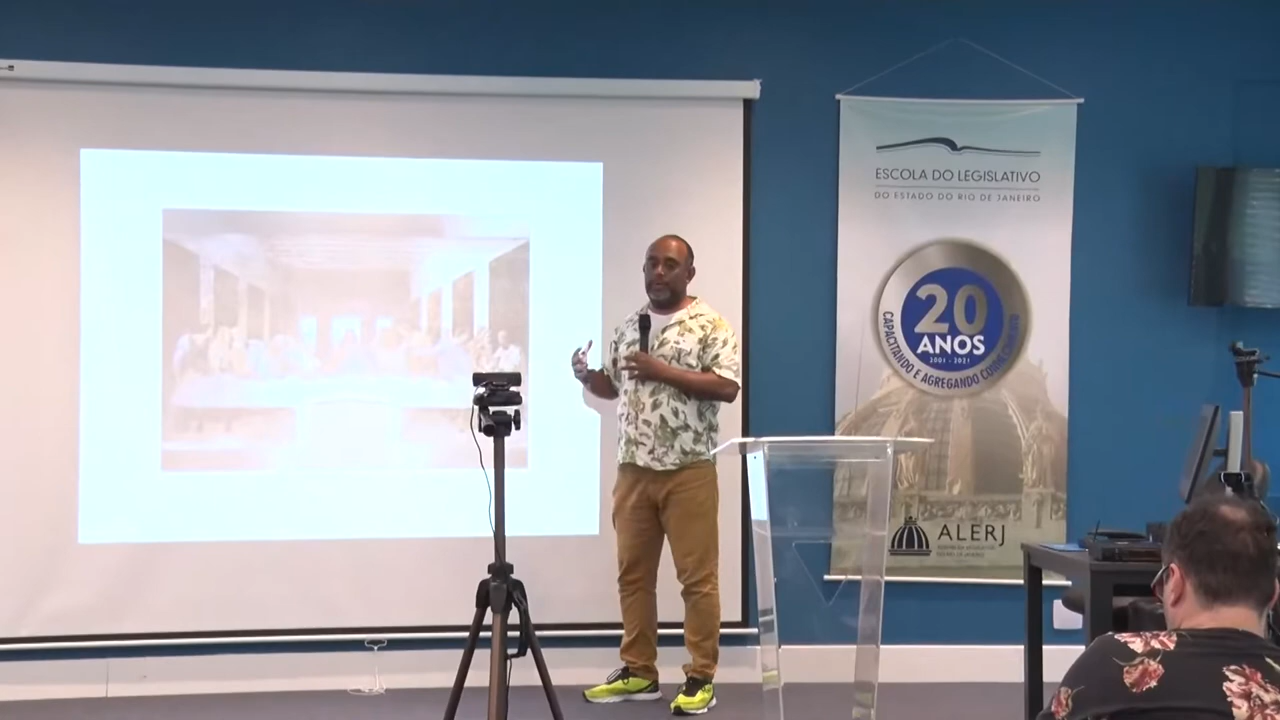 ESCOLA DO LEGISLATIVO
DO ESTADO DO RIO DE JANEIRO
20
ANOS
2001 - 2021
CAPACITANDO E AGREGANDO CONHECIMENTO
ALERJ